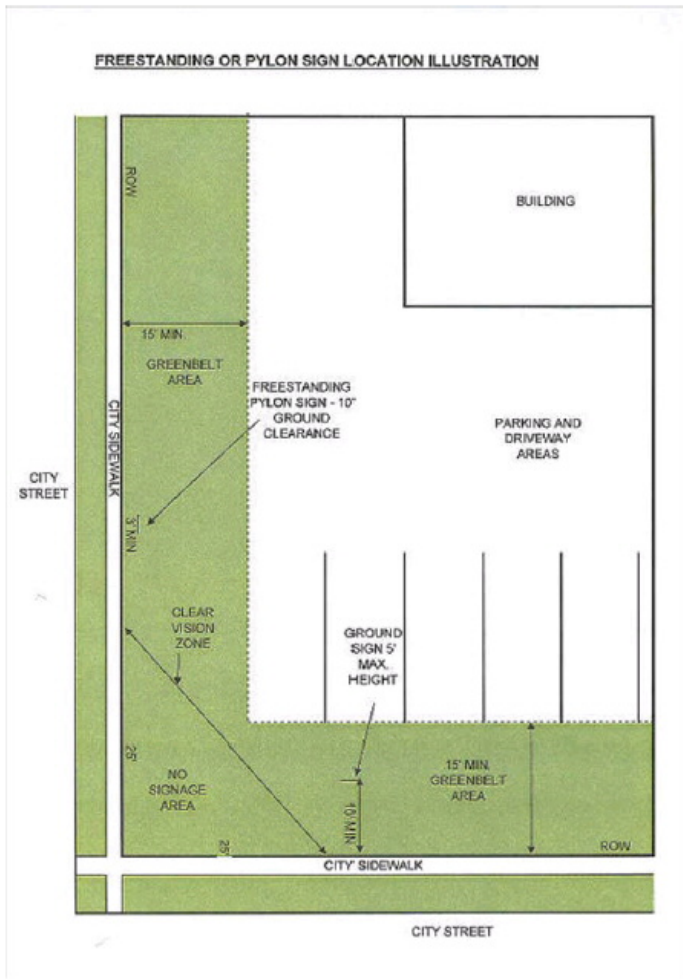 FREESTANDING OR PYLON SIGN LOCATION ILLUSTRATION
ROW
BUILDING
15' MIN.
GREENBELT
AREA
FREESTANDING
PYLON SIGN - 10"
GROUND
CLEARANCE
PARKING AND
DRIVEWAY
AREAS
CITY SIDEWALK
CITY
STREET
3' MIN
CLEAR
VISION
ZONE
GROUND
SIGN 5'
MAX.
HEIGHT
25'
NO
SIGNAGE
AREA
15' MIN.
GREENBELT
AREA
MIN
25'
ROW
CITY' SIDEWALK
CITY STREET